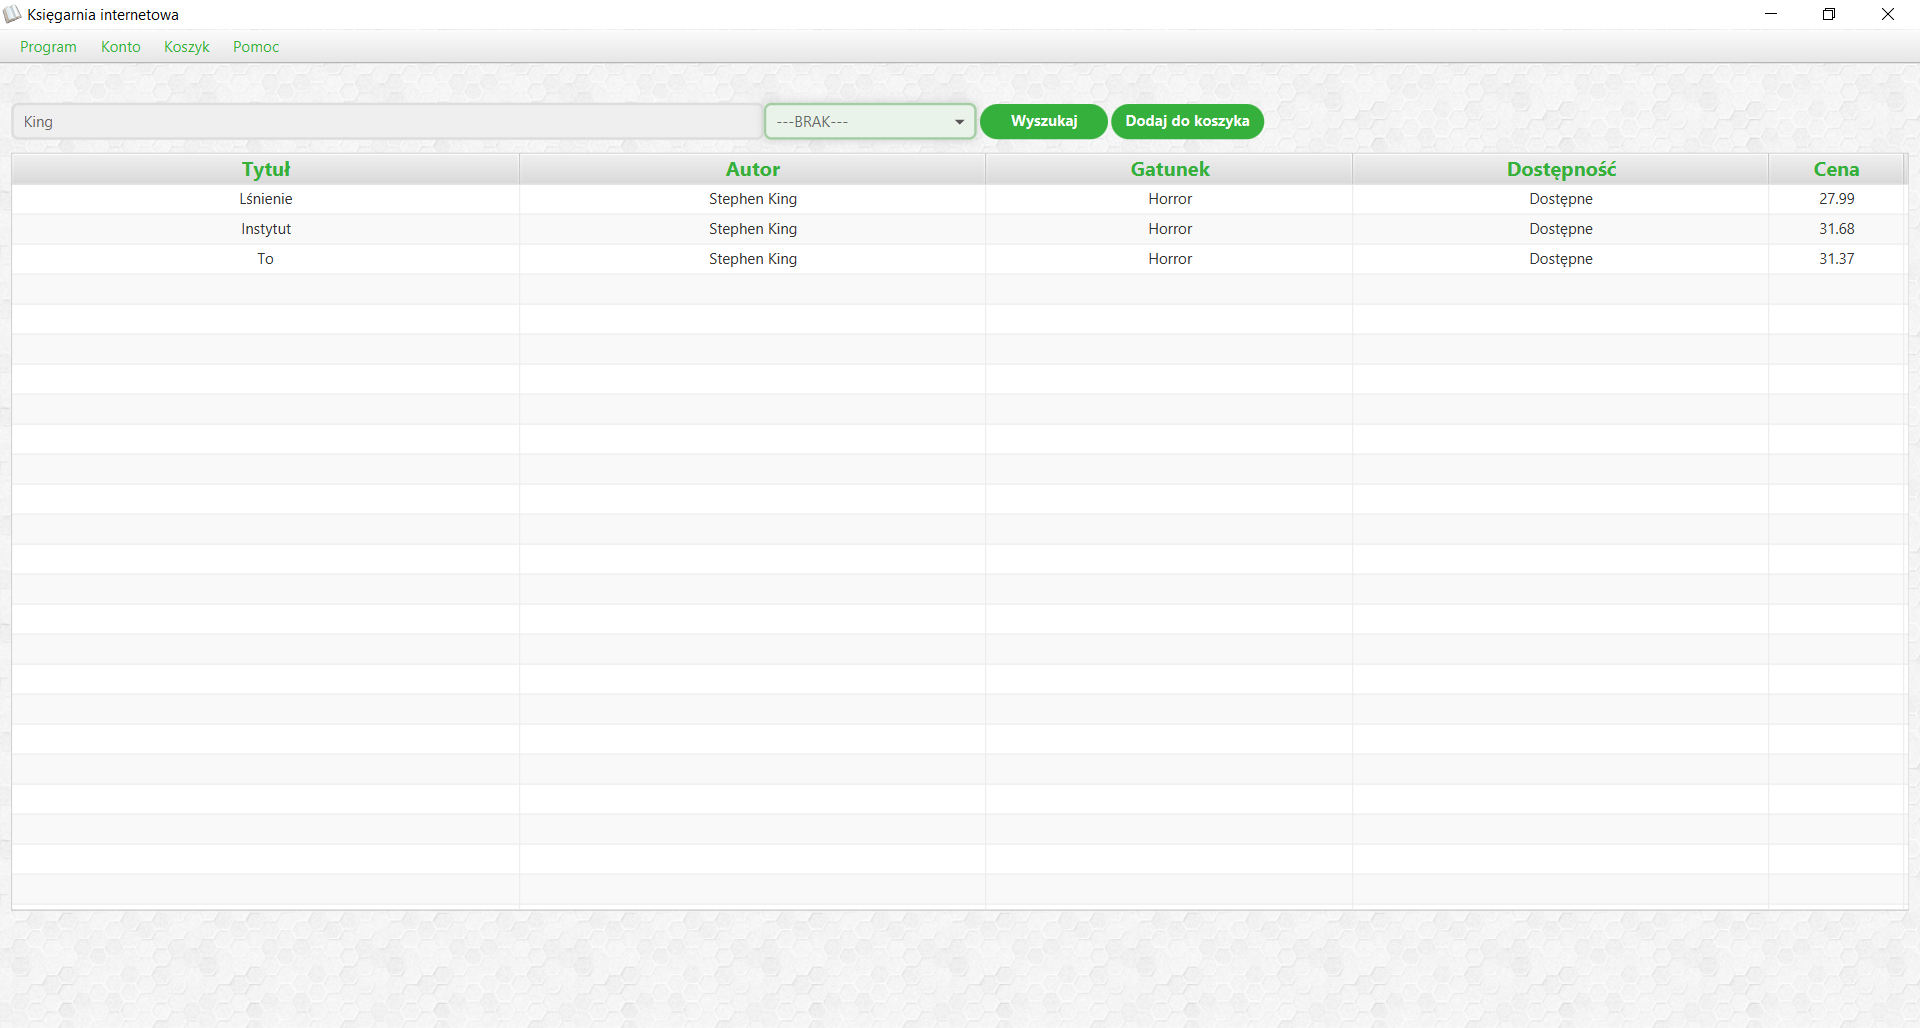 Księgarnia internetowa
Program Konto Koszyk Pomoc
King ---BRAK--- Wyszukaj Dodaj do koszyka
Tytuł Autor Gatunek Dostępność Cena
Lśnienie Stephen King Horror Dostępne 27.99
Instytut Stephen King Horror Dostępne 31.68
To Stephen King Horror Dostępne 31.37